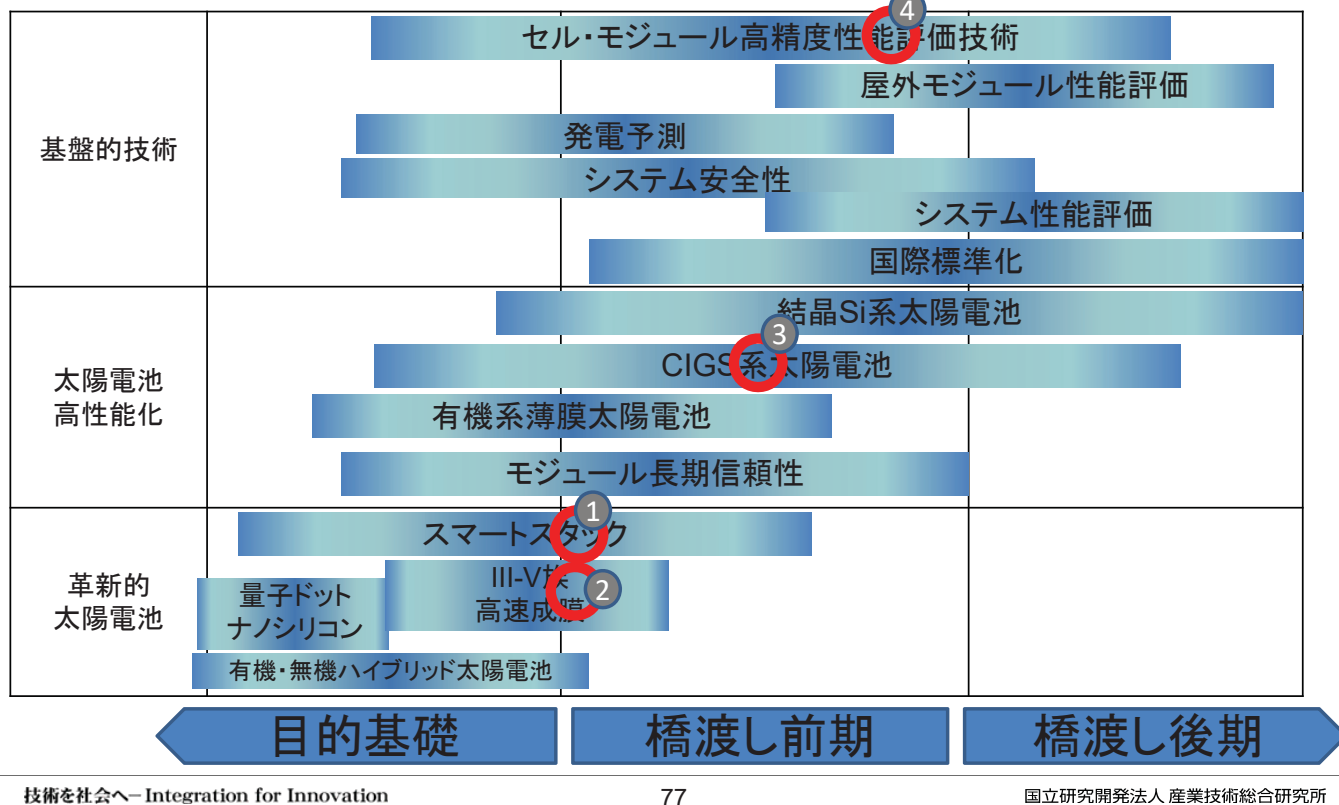 4
セル・モジュール高精度性能評価技術
屋外モジュール性能評価
発電予測
基盤的技術
システム安全性
システム性能評価
国際標準化
結晶Si系太陽電池
3
CIGS系太陽電池
太陽電池
高性能化
有機系薄膜太陽電池
モジュール長期信頼性
1
スマートスタック
革新的
太陽電池
III-V族
高速成膜
2
量子ドット
ナノシリコン
有機・無機ハイブリッド太陽電池
目的基礎
橋渡し前期
橋渡し後期
技術を社会へ－Integration for Innovation
77
国立研究開発法人 産業技術総合研究所